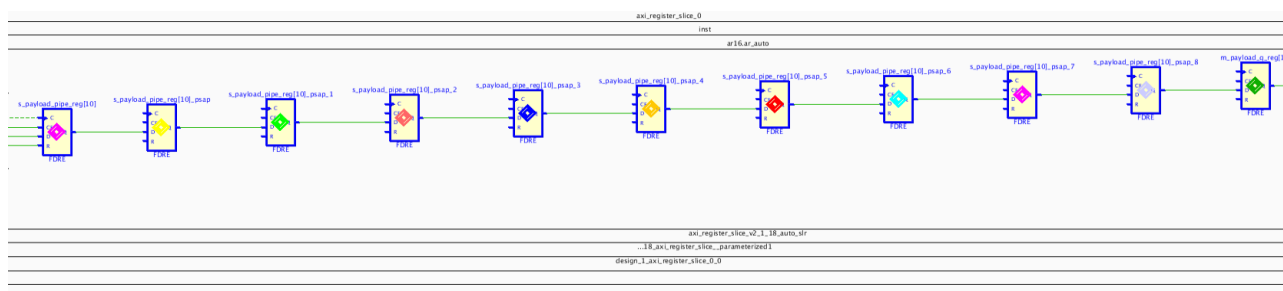 axi_register_slice_0
inst
ar16.ar_auto
s_payload_pipe_reg[10]
s_payload_pipe_reg[10]_psap
s_payload_pipe_reg[10]_psap_1
s_payload_pipe_reg[10]_psap_2
s_payload_pipe_reg[10]_psap_3
s_payload_pipe_reg[10]_psap_4
s_payload_pipe_reg[10]_psap_5
s_payload_pipe_reg[10]_psap_6
s_payload_pipe_reg[10]_psap_7
s_payload_pipe_reg[10]_psap_8
C
D
R
FDRE
C
D
R
FDRE
C
D
R
FDRE
C
D
R
FDRE
C
D
R
FDRE
C
D
R
FDRE
C
D
R
FDRE
C
D
R
FDRE
C
D
R
FDRE
C
D
R
FDRE
C
D
R
FDRE
axi_register_slice_v2_1_18_auto_slr
...18_axi_register_slice__parameterized1
design_1_axi_register_slice_0_0